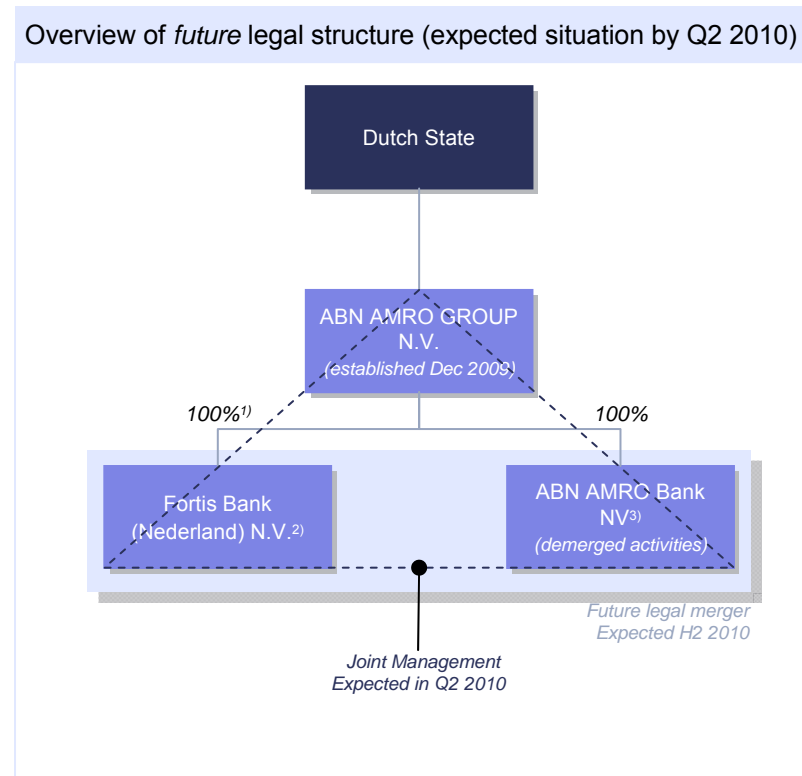 Overview of future legal structure (expected situation by Q2 2010)
Dutch State
ABN AMRO GROUP
N.V.
(established Dec 2009)
100%1)
100%
Fortis Bank
(Nederland) N.V.2)
ABN AMRO Bank
NV3)
(demerged activities)
Future legal merger
Expected H2 2010
Joint Management
Expected in Q2 2010